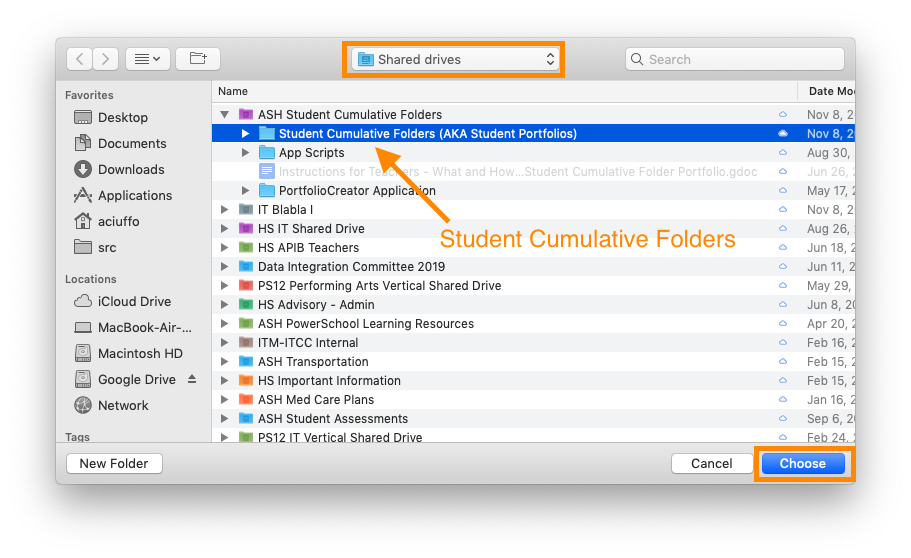 Shared drives
Search
Name Date Mo
Favorites
Desktop
Documents
Downloads
Applications
aciuffo
src
Locations
iCloud Drive
MacBook-Air-...
Macintosh HD
Google Drive
Network
Tags
ASH Student Cumulative Folders Nov 8, 2
Student Cumulative Folders (AKA Student Portfolios) Nov 8, 2
App Scripts Aug 30,
Instructions for Teachers - What and How...Student Cumulative Folder Portfolio.gdoc Jun 26, 2
PortfolioCreator Application May 17, 2
IT Blabla I Nov 8, 2
HS IT Shared Drive Aug 26,
HS APIB Teachers Jun 18, 2
Data Integration Committee 2019 Jun 11, 2
PS12 Performing Arts Vertical Shared Drive May 29,
HS Advisory - Admin Jun 8, 20
ASH PowerSchool Learning Resources Apr 20, 2
ITM-ITCC Internal Feb 16, 2
ASH Transportation Feb 15, 2
HS Important Information Feb 15, 2
ASH Med Care Plans Jan 16, 2
ASH Student Assessments Sep 6, 20
PS12 IT Vertical Shared Drive Feb 24,
Student Cumulative Folders
New Folder Cancel Choose